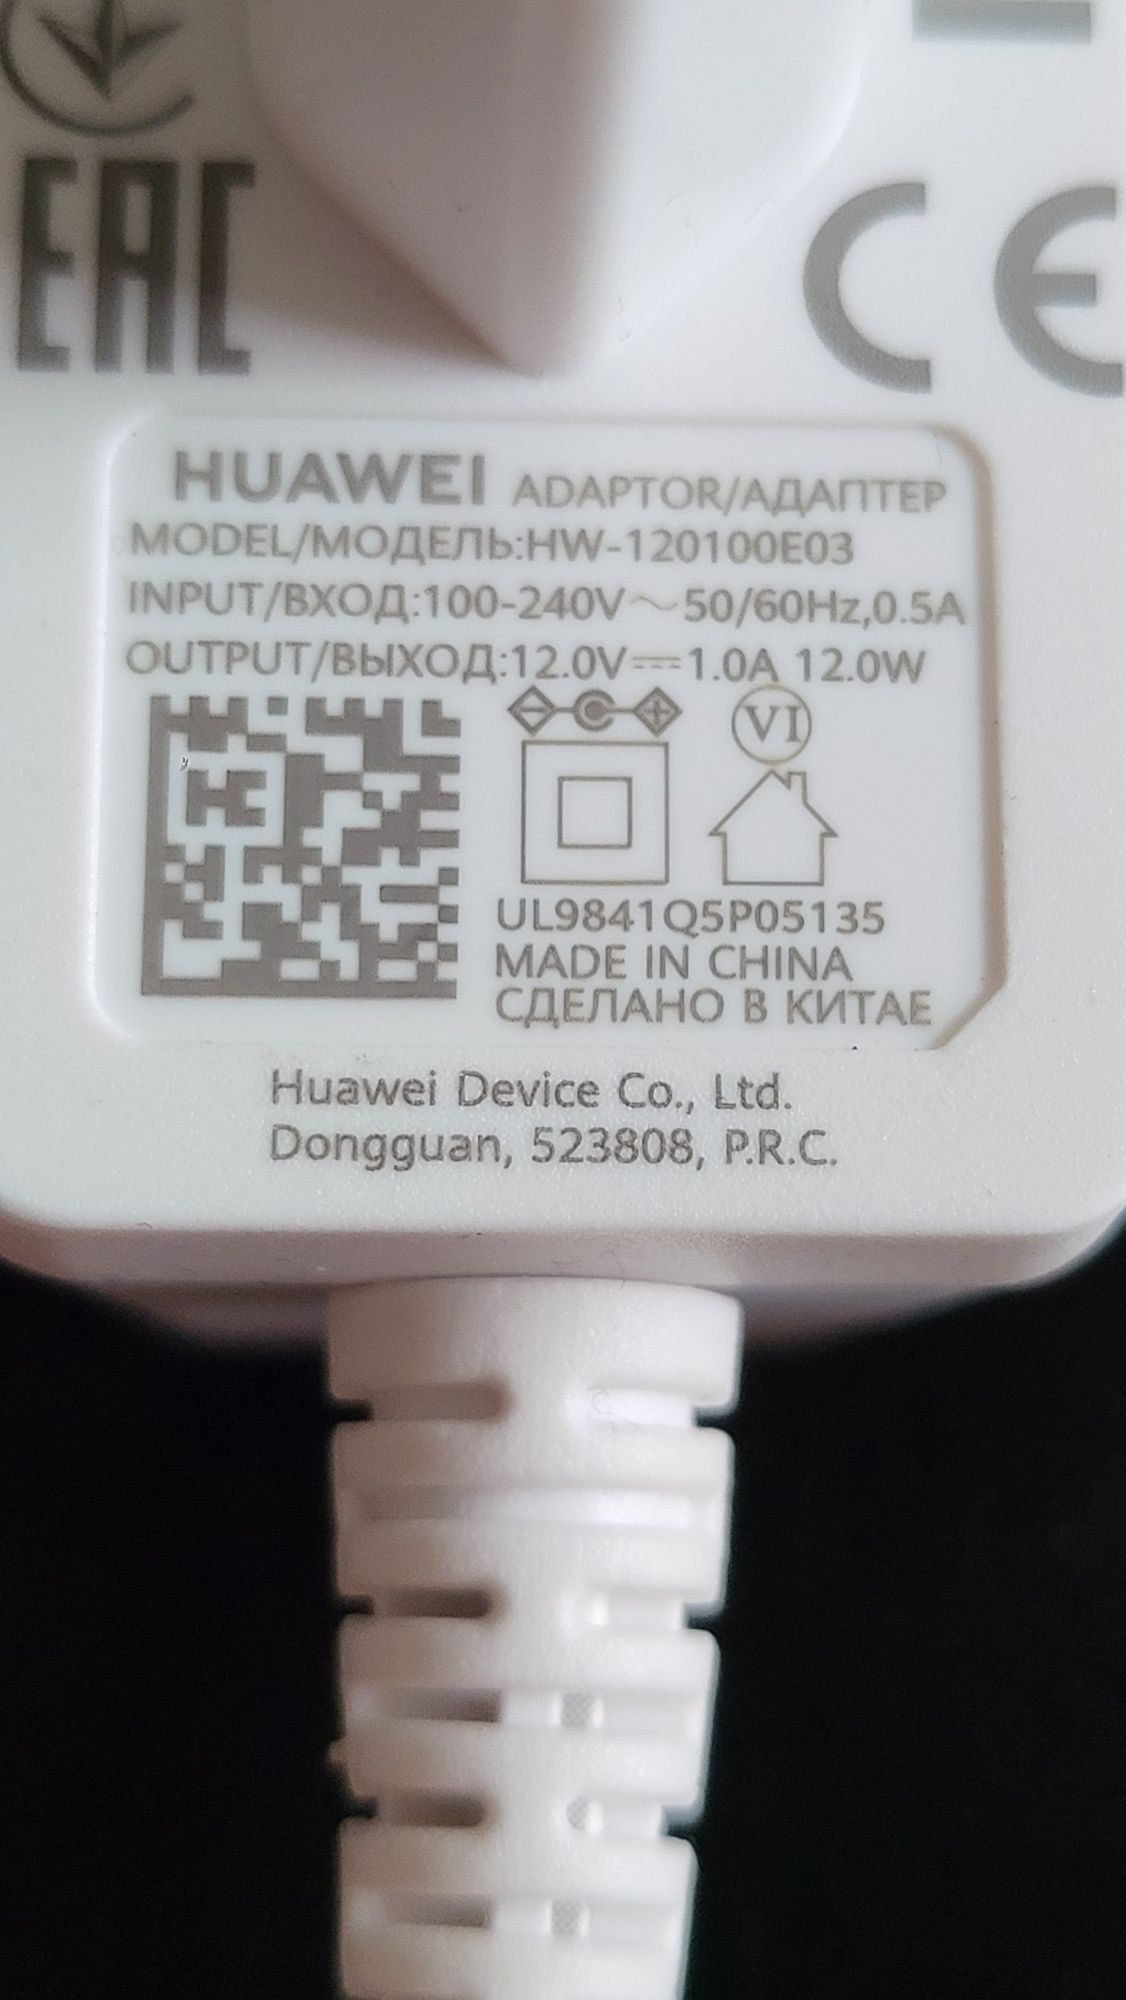 EAC
CE
HUAWEI ADAPTOR/АДАПТЕР
MODEL/МОДЕЛЬ:HW-120100E03
INPUT/ВХОД:100-240V~50/60Hz,0.5A
OUTPUT/ВЫХОД:12.0V⎓1.0A 12.0W
VI
UL9841Q5P05135
MADE IN CHINA
СДЕЛАНО В КИТАЕ
Huawei Device Co., Ltd.
Dongguan, 523808, P.R.C.